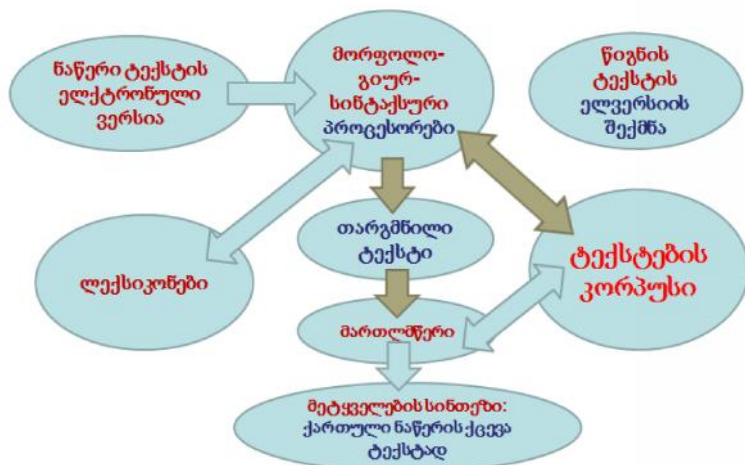 ნაწერი ტექსტის
ელქტრონული
ვერსია
მორფოლო-
გიურ-
სინტაქსური
პროცესორები
წიგნის
ტექსტის
ელვერსიის
შექმნა
ლექსიკონები
თარგმნილი
ტექსტი
ტექსტების
კორპუსი
მართლმწერი
მეტყველების სინთეზი:
ქართული ნაწერის ქცევა
ტექსტად